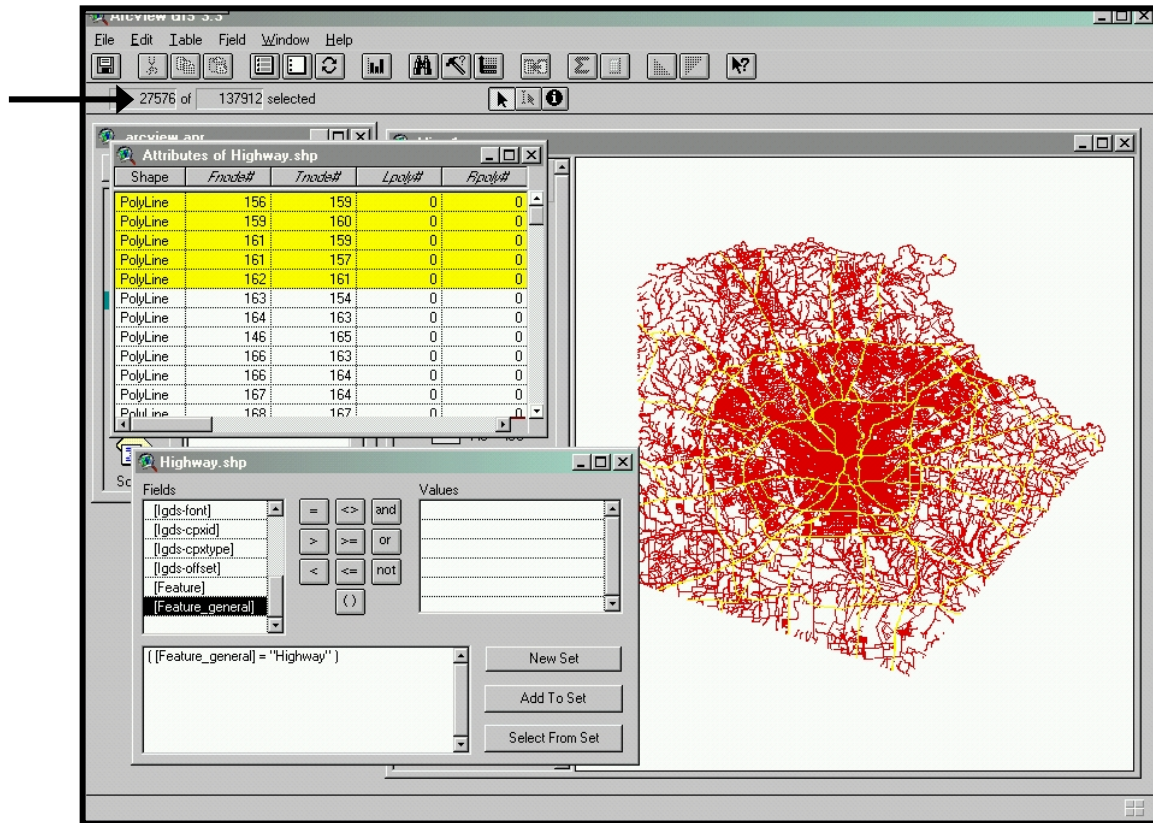 ArcView GIS 3.3
File Edit Table Field Window Help
27576 of 137912 selected
arcview.apr
Attributes of Highway.shp
Shape Fnode# Tnode# Lpoly# Rpoly#
PolyLine 156 159 0 0
PolyLine 159 160 0 0
PolyLine 161 159 0 0
PolyLine 161 157 0 0
PolyLine 162 161 0 0
PolyLine 163 154 0 0
PolyLine 164 163 0 0
PolyLine 146 165 0 0
PolyLine 166 163 0 0
PolyLine 166 164 0 0
PolyLine 167 164 0 0
PolyLine 168 167 0 0
Highway.shp
Fields
[Igds-font]
[Igds-cpxid]
[Igds-cpxtype]
[Igds-offset]
[Feature]
[Feature_general]
= <> and
> >= or
< <= not
( )
Values
( [Feature_general] = "Highway" )
New Set
Add To Set
Select From Set